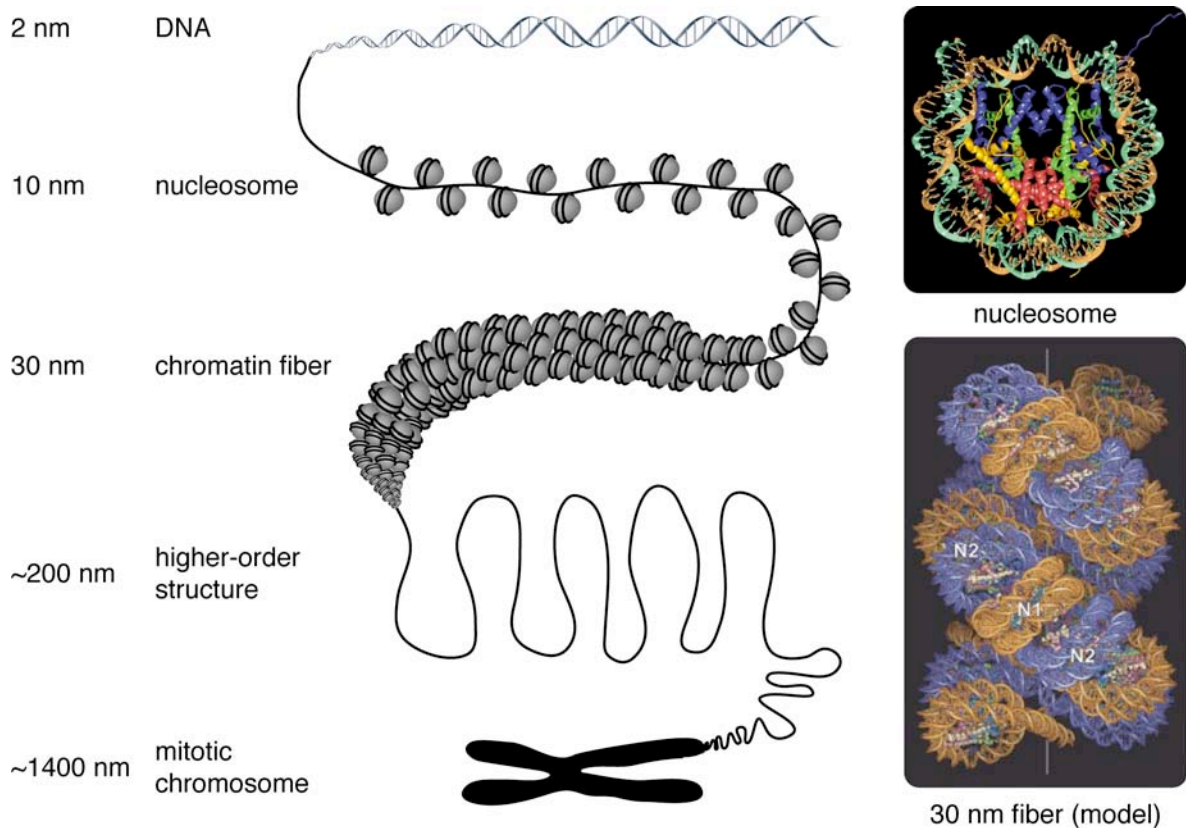 2 nm DNA
10 nm nucleosome
30 nm chromatin fiber
~200 nm higher-order
structure
~1400 nm mitotic
chromosome
nucleosome
N2
N1
N2
30 nm fiber (model)